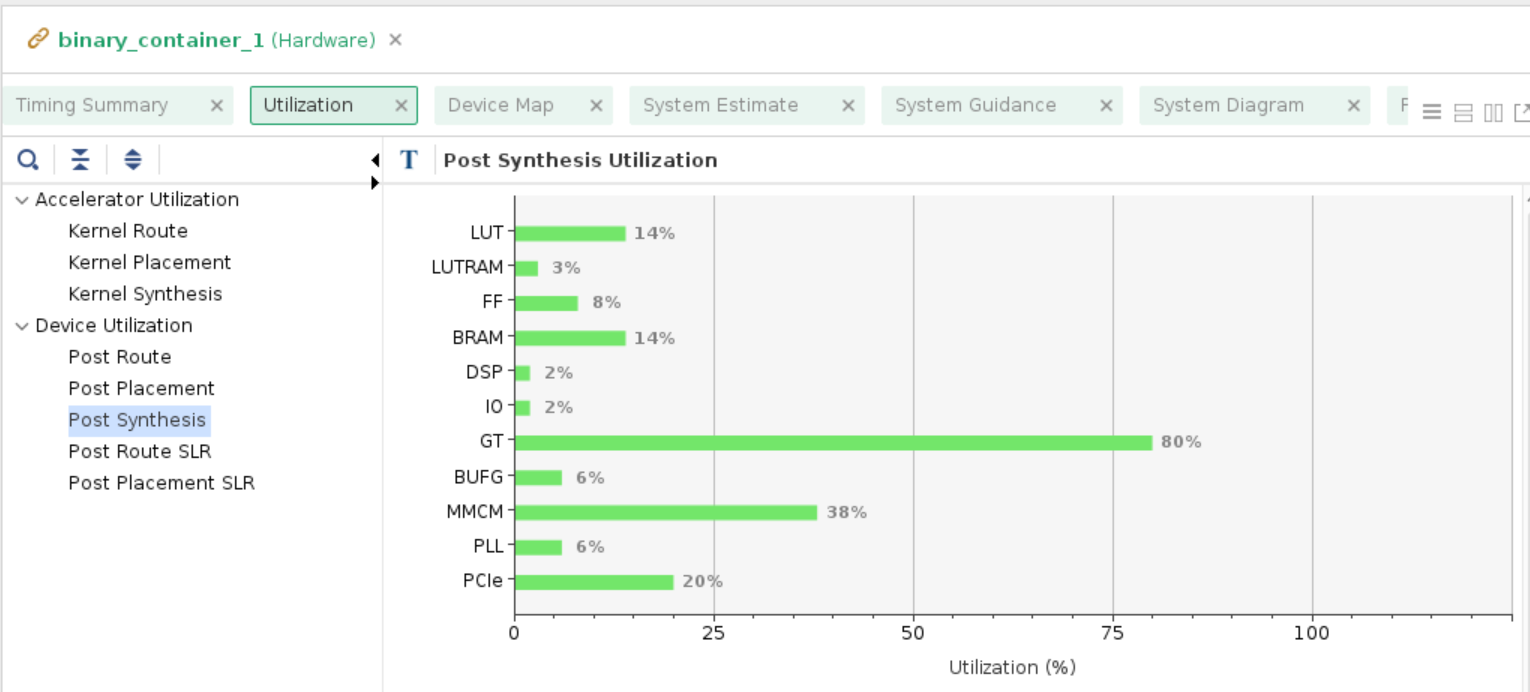 binary_container_1 (Hardware) ×
Timing Summary × Utilization × Device Map × System Estimate × System Guidance × System Diagram ×
T Post Synthesis Utilization
Accelerator Utilization
Kernel Route
Kernel Placement
Kernel Synthesis
Device Utilization
Post Route
Post Placement
Post Synthesis
Post Route SLR
Post Placement SLR
LUT 14%
LUTRAM 3%
FF 8%
BRAM 14%
DSP 2%
IO 2%
GT 80%
BUFG 6%
MMCM 38%
PLL 6%
PCIe 20%
0 25 50 75 100
Utilization (%)